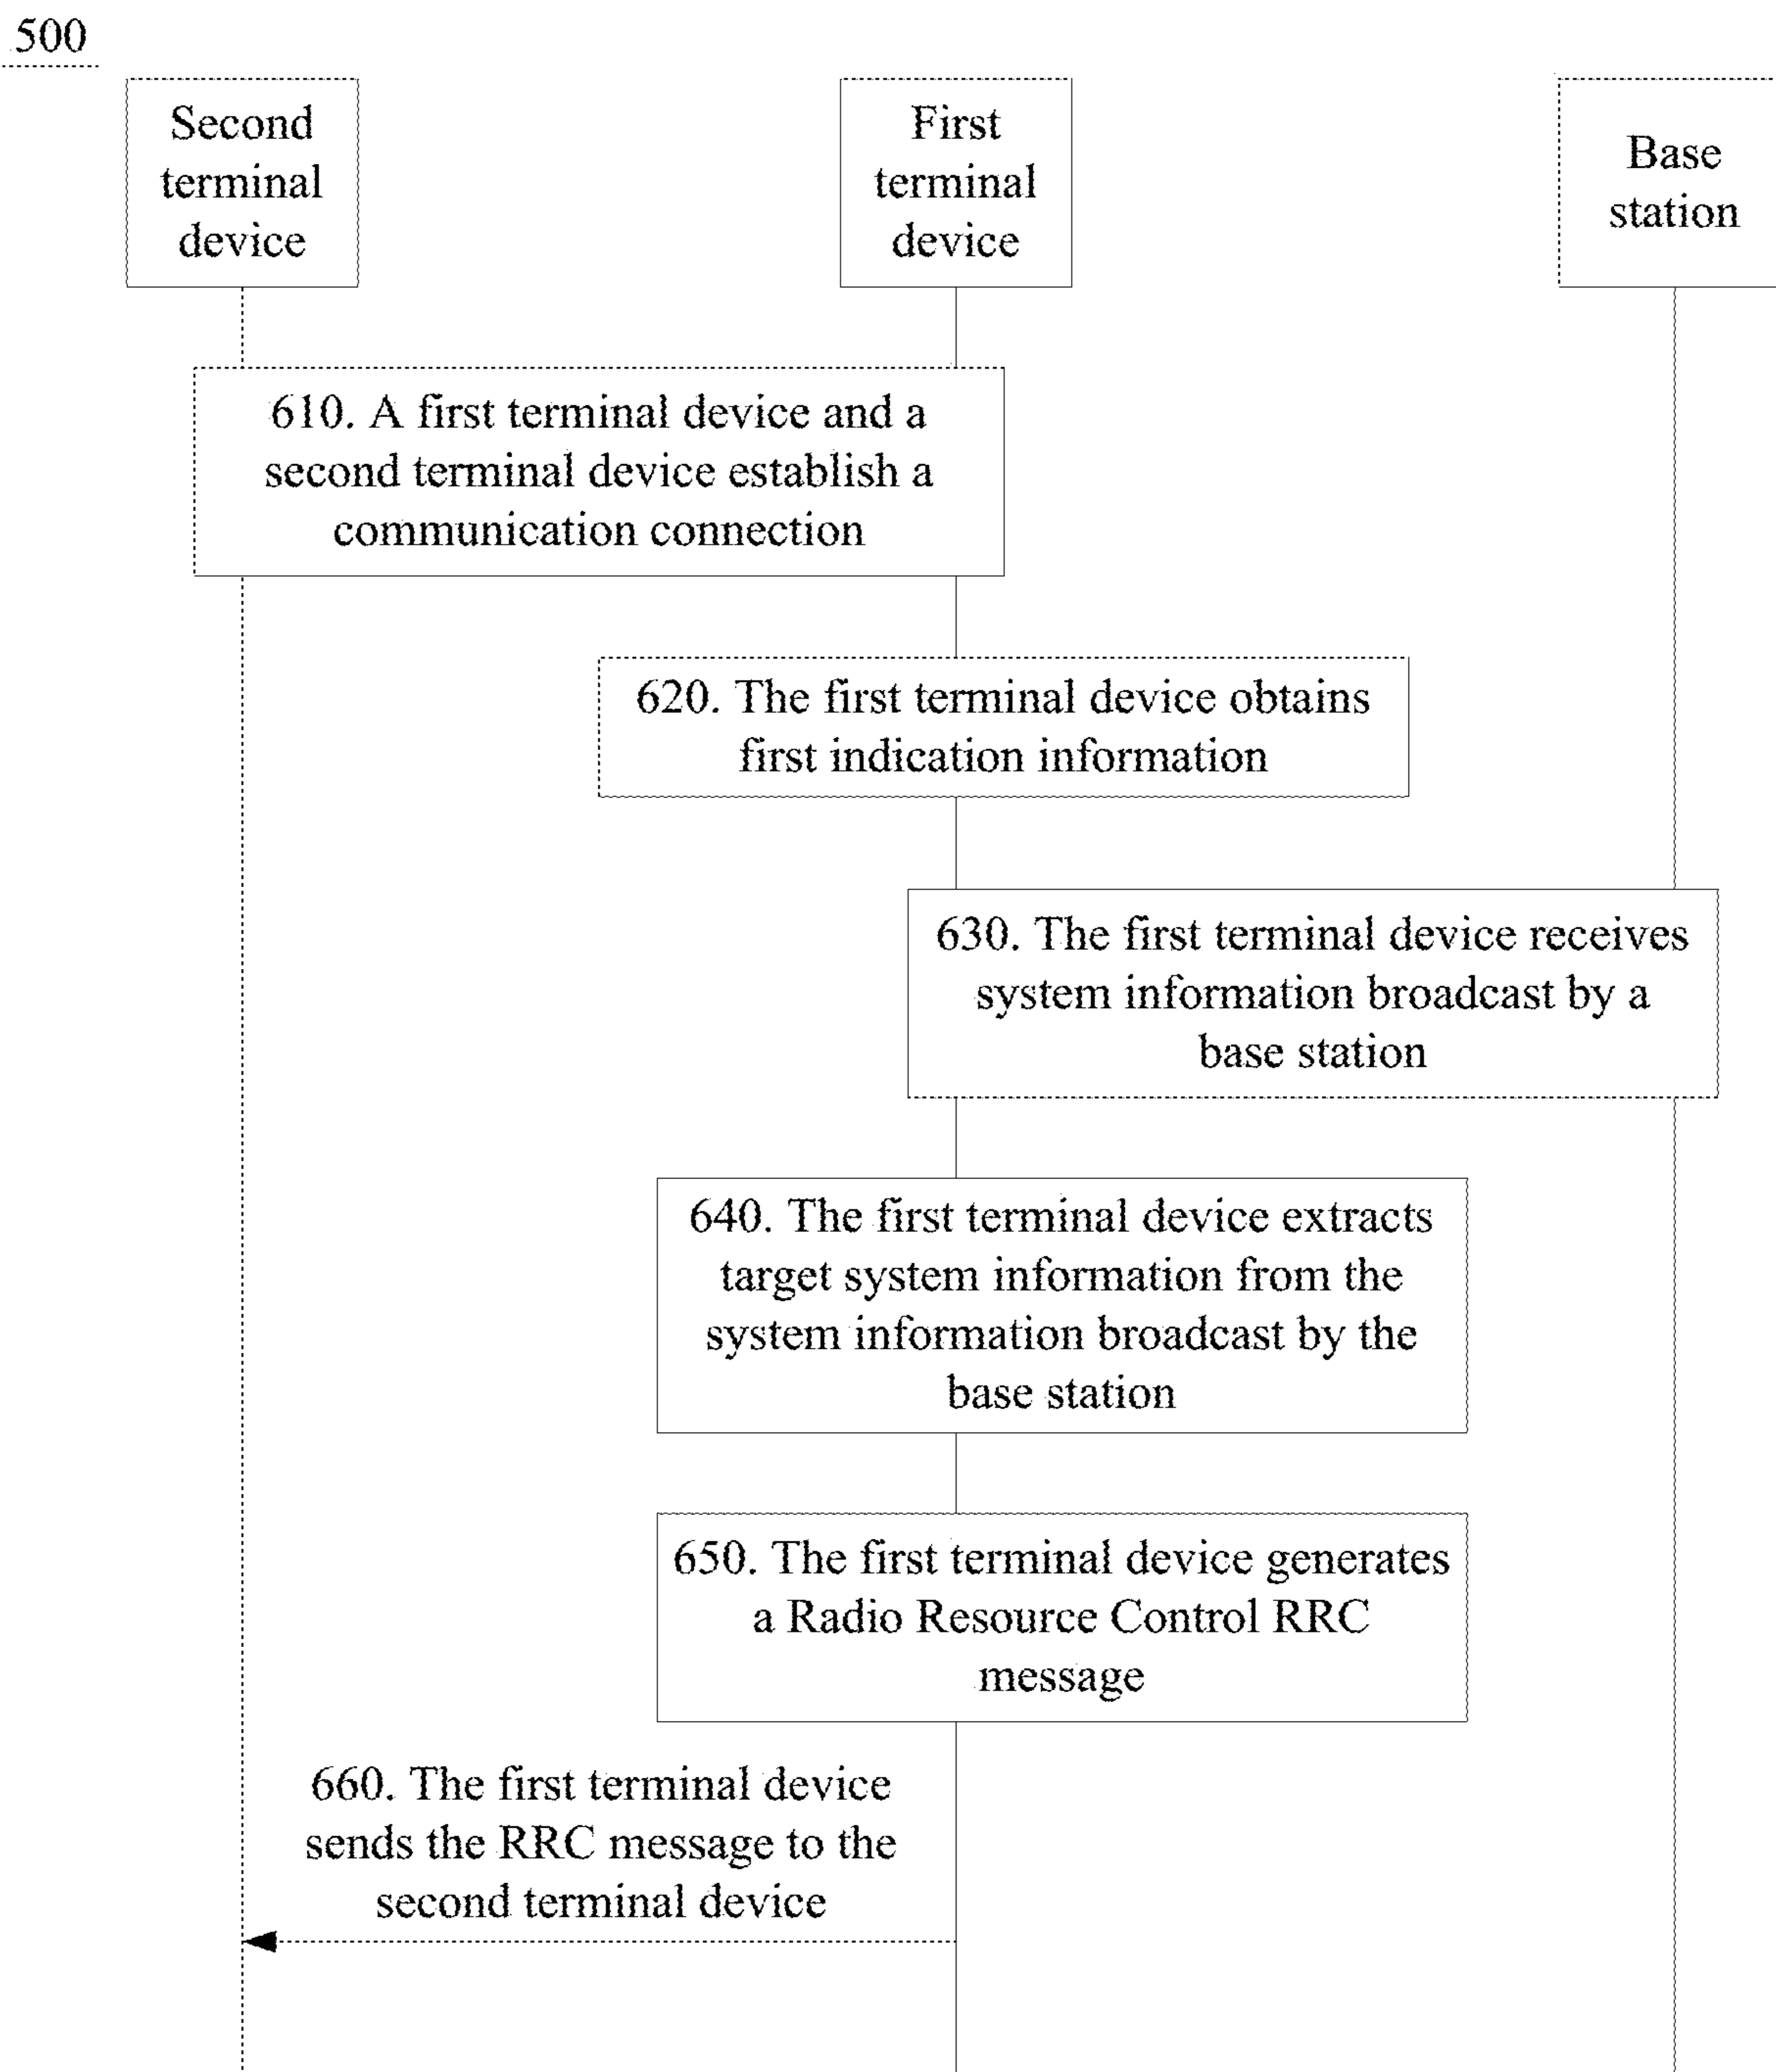 500
Second
terminal
device
First
terminal
device
Base
station
610. A first terminal device and a
second terminal device establish a
communication connection
620. The first terminal device obtains
first indication information
630. The first terminal device receives
system information broadcast by a
base station
640. The first terminal device extracts
target system information from the
system information broadcast by the
base station
650. The first terminal device generates
a Radio Resource Control RRC
message
660. The first terminal device
sends the RRC message to the
second terminal device